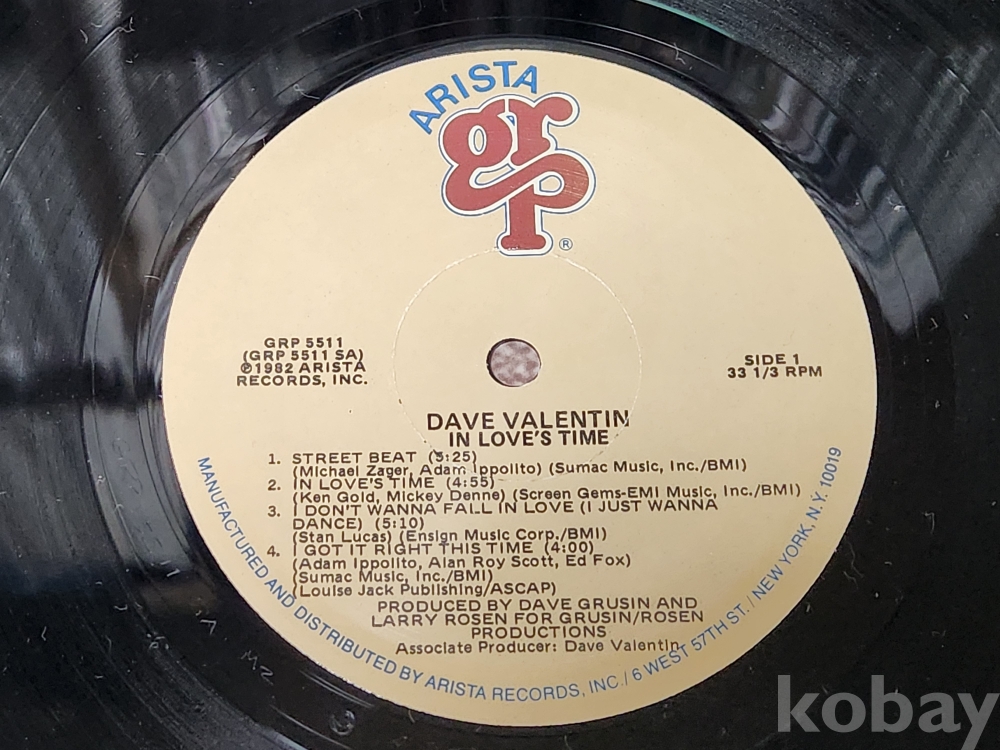 ARISTA
grp ®
GRP 5511
(GRP 5511 SA)
℗1982 ARISTA
RECORDS, INC.
SIDE 1
33 1/3 RPM
DAVE VALENTIN
IN LOVE'S TIME
1. STREET BEAT (5:25)
(Michael Zager, Adam Ippolito) (Sumac Music, Inc./BMI)
2. IN LOVE'S TIME (4:55)
(Ken Gold, Mickey Denne) (Screen Gems-EMI Music, Inc./BMI)
3. I DON'T WANNA FALL IN LOVE (I JUST WANNA
DANCE) (5:10)
(Stan Lucas) (Ensign Music Corp./BMI)
4. I GOT IT RIGHT THIS TIME (4:00)
(Adam Ippolito, Alan Roy Scott, Ed Fox)
(Sumac Music, Inc./BMI)
(Louise Jack Publishing/ASCAP)
PRODUCED BY DAVE GRUSIN AND
LARRY ROSEN FOR GRUSIN/ROSEN
PRODUCTIONS
Associate Producer: Dave Valentin
MANUFACTURED AND DISTRIBUTED BY ARISTA RECORDS, INC./6 WEST 57TH ST./NEW YORK, N.Y. 10019
kobay